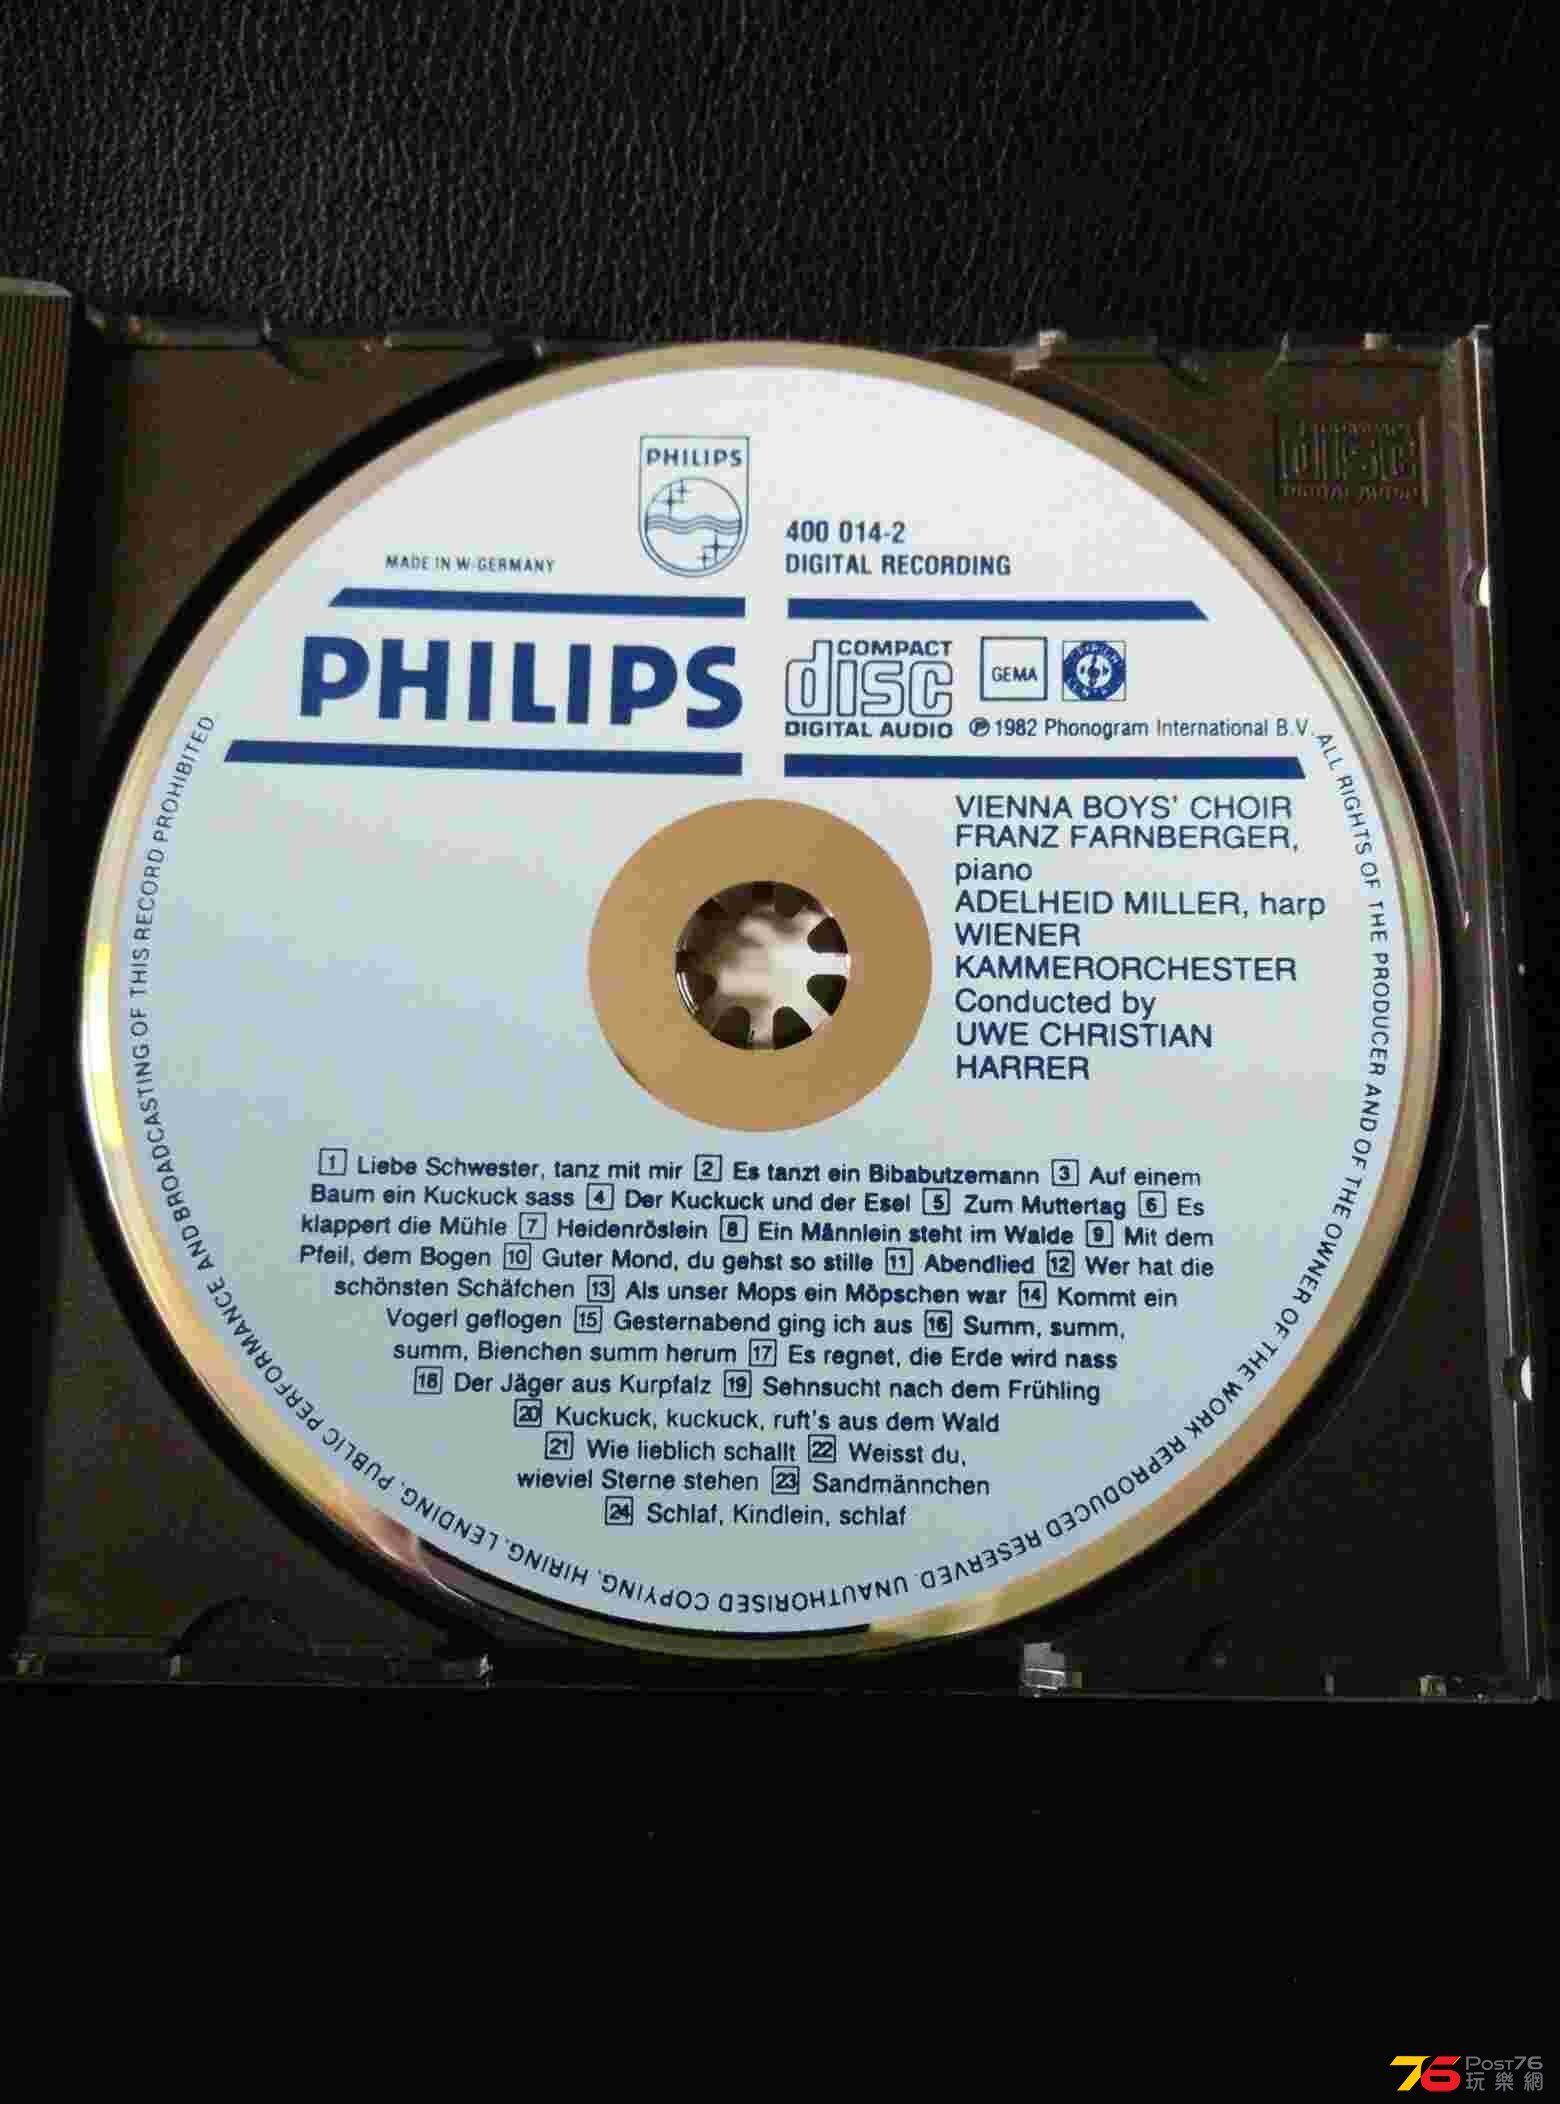 PHILIPS
400 014-2
MADE IN W-GERMANY
DIGITAL RECORDING
PHILIPS
COMPACT
disc
DIGITAL AUDIO
GEMA
℗ 1982 Phonogram International B.V.
VIENNA BOYS' CHOIR
FRANZ FARNBERGER,
piano
ADELHEID MILLER, harp
WIENER
KAMMERORCHESTER
Conducted by
UWE CHRISTIAN
HARRER
1 Liebe Schwester, tanz mit mir 2 Es tanzt ein Bibabutzemann 3 Auf einem
Baum ein Kuckuck sass 4 Der Kuckuck und der Esel 5 Zum Muttertag 6 Es
klappert die Mühle 7 Heidenröslein 8 Ein Männlein steht im Walde 9 Mit dem
Pfeil, dem Bogen 10 Guter Mond, du gehst so stille 11 Abendlied 12 Wer hat die
schönsten Schäfchen 13 Als unser Mops ein Möpschen war 14 Kommt ein
Vogerl geflogen 15 Gesternabend ging ich aus 16 Summ, summ,
summ, Bienchen summ herum 17 Es regnet, die Erde wird nass
18 Der Jäger aus Kurpfalz 19 Sehnsucht nach dem Frühling
20 Kuckuck, kuckuck, ruft's aus dem Wald
21 Wie lieblich schallt 22 Weisst du,
wieviel Sterne stehen 23 Sandmännchen
24 Schlaf, Kindlein, schlaf
ALL RIGHTS OF THE PRODUCER AND OF THE OWNER OF THE WORK REPRODUCED RESERVED. UNAUTHORISED COPYING, HIRING, LENDING, PUBLIC PERFORMANCE AND BROADCASTING OF THIS RECORD PROHIBITED
COMPACT
disc
DIGITAL AUDIO
76 POST76
玩樂網